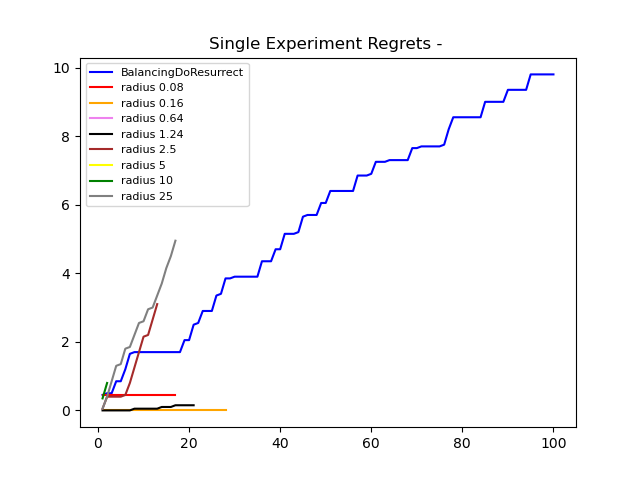 Single Experiment Regrets -
BalancingDoResurrect
radius 0.08
radius 0.16
radius 0.64
radius 1.24
radius 2.5
radius 5
radius 10
radius 25
10
8
6
4
2
0
0 20 40 60 80 100